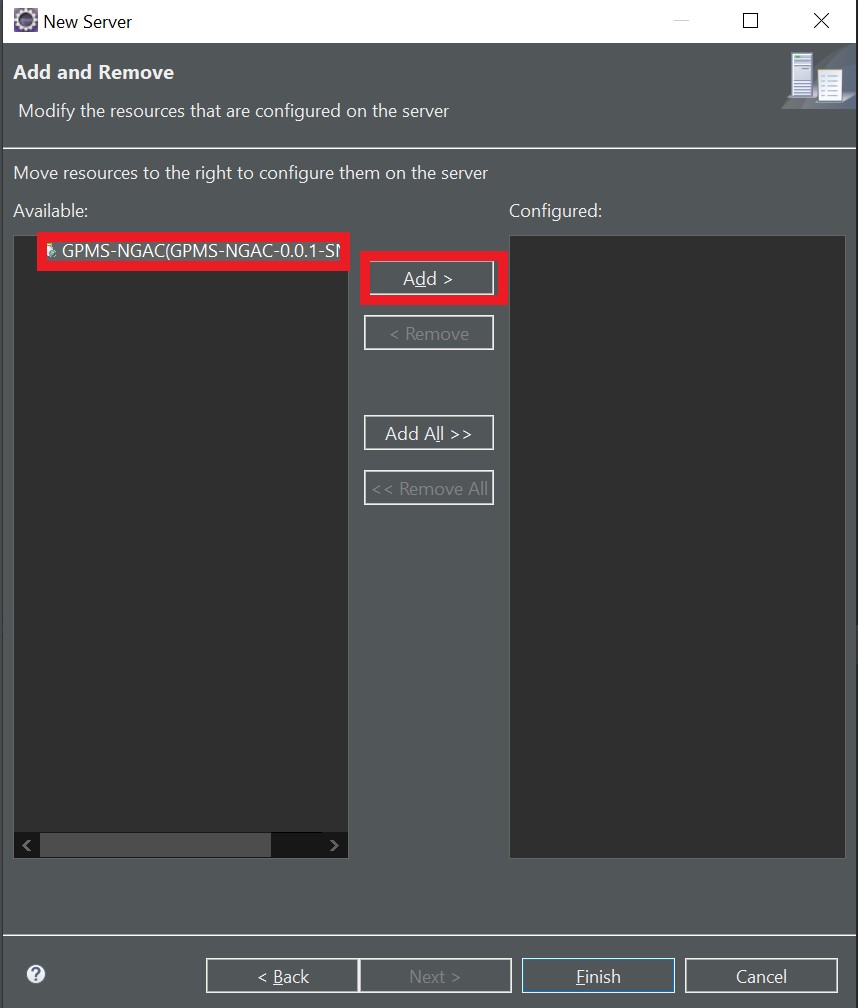 New Server
Add and Remove
Modify the resources that are configured on the server
Move resources to the right to configure them on the server
Available:
Configured:
GPMS-NGAC(GPMS-NGAC-0.0.1-SN
Add >
< Remove
Add All >>
<< Remove All
< Back
Next >
Finish
Cancel